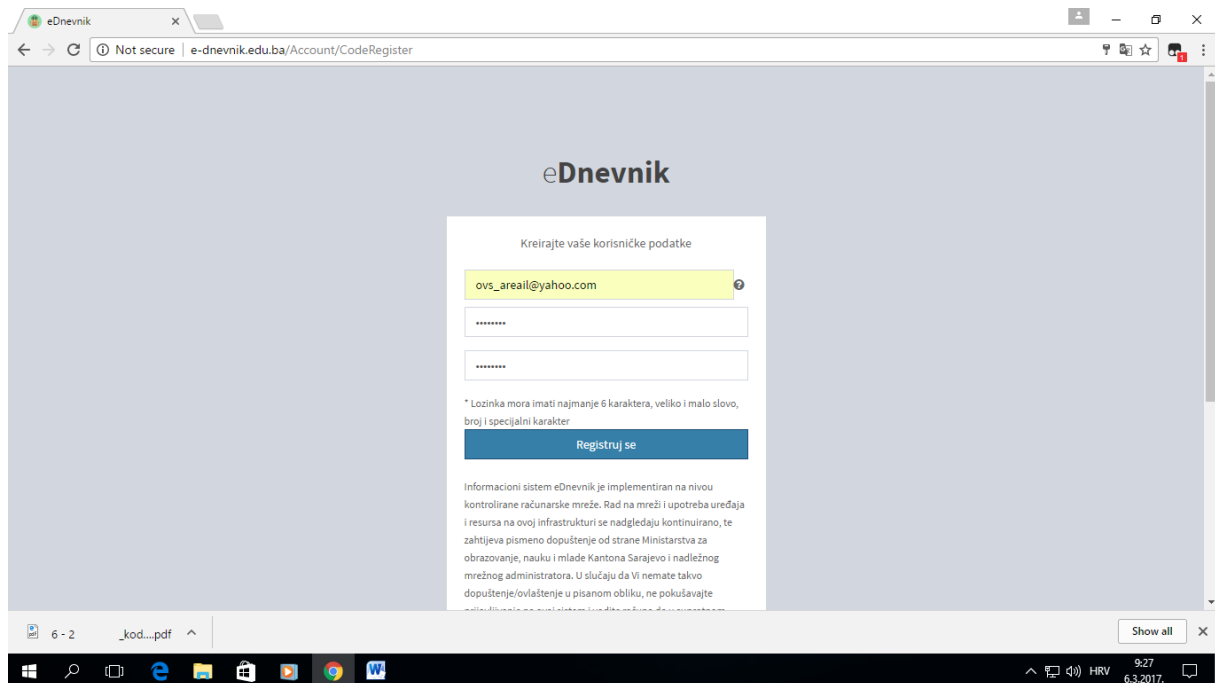 eDnevnik
Not secure | e-dnevnik.edu.ba/Account/CodeRegister
1
eDnevnik
Kreirajte vaše korisničke podatke
ovs_areail@yahoo.com
••••••••
••••••••
* Lozinka mora imati najmanje 6 karaktera, veliko i malo slovo,
broj i specijalni karakter
Registruj se
Informacioni sistem eDnevnik je implementiran na nivou
kontrolirane računarske mreže. Rad na mreži i upotreba uređaja
i resursa na ovoj infrastrukturi se nadgledaju kontinuirano, te
zahtijeva pismeno dopuštenje od strane Ministarstva za
obrazovanje, nauku i mlade Kantona Sarajevo i nadležnog
mrežnog administratora. U slučaju da Vi nemate takvo
dopuštenje/ovlaštenje u pisanom obliku, ne pokušavajte
6 - 2 _kod....pdf
Show all
HRV
9:27
6.3.2017.